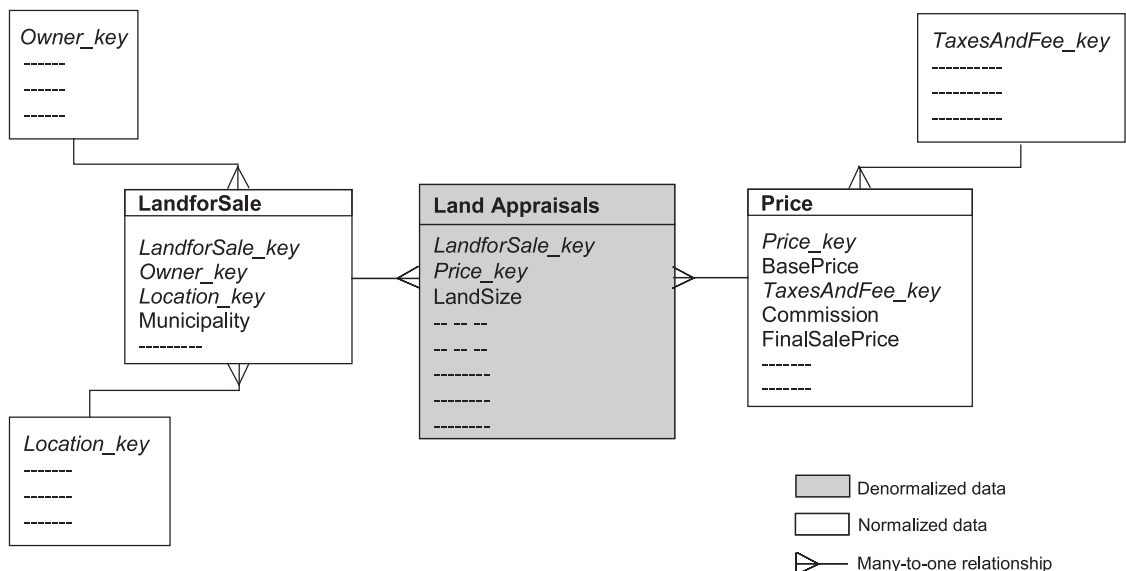 Owner_key
------
------
------
TaxesAndFee_key
----------
----------
----------
LandforSale
LandforSale_key
Owner_key
Location_key
Municipality
---------
Land Appraisals
LandforSale_key
Price_key
LandSize
-- -- --
-- -- --
--------
--------
--------
Price
Price_key
BasePrice
TaxesAndFee_key
Commission
FinalSalePrice
-------
-------
Location_key
-------
-------
-------
Denormalized data
Normalized data
Many-to-one relationship